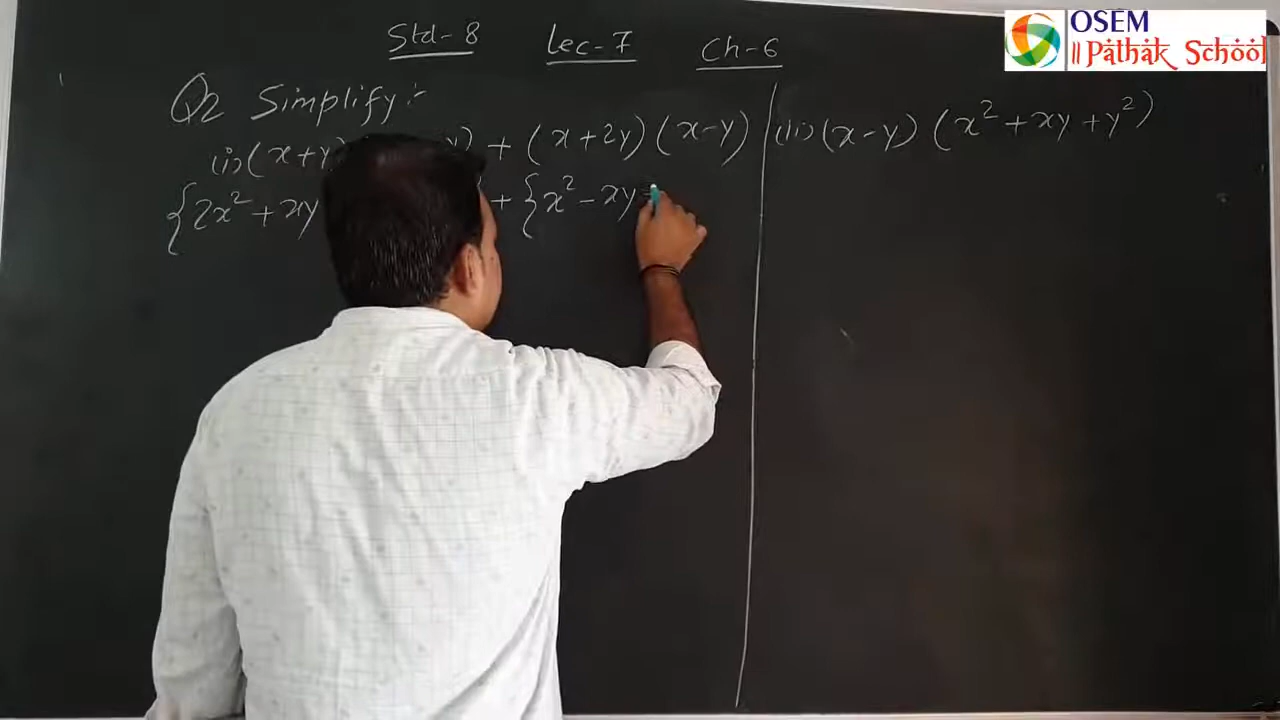 Std-8 Lec-7 Ch-6
OSEM
|| Pathak School
Q2 Simplify:-
(i) (x+y) y) + (x+2y) (x-y)
{2x² + xy + {x² - xy
(ii) (x-y) (x² + xy + y²)